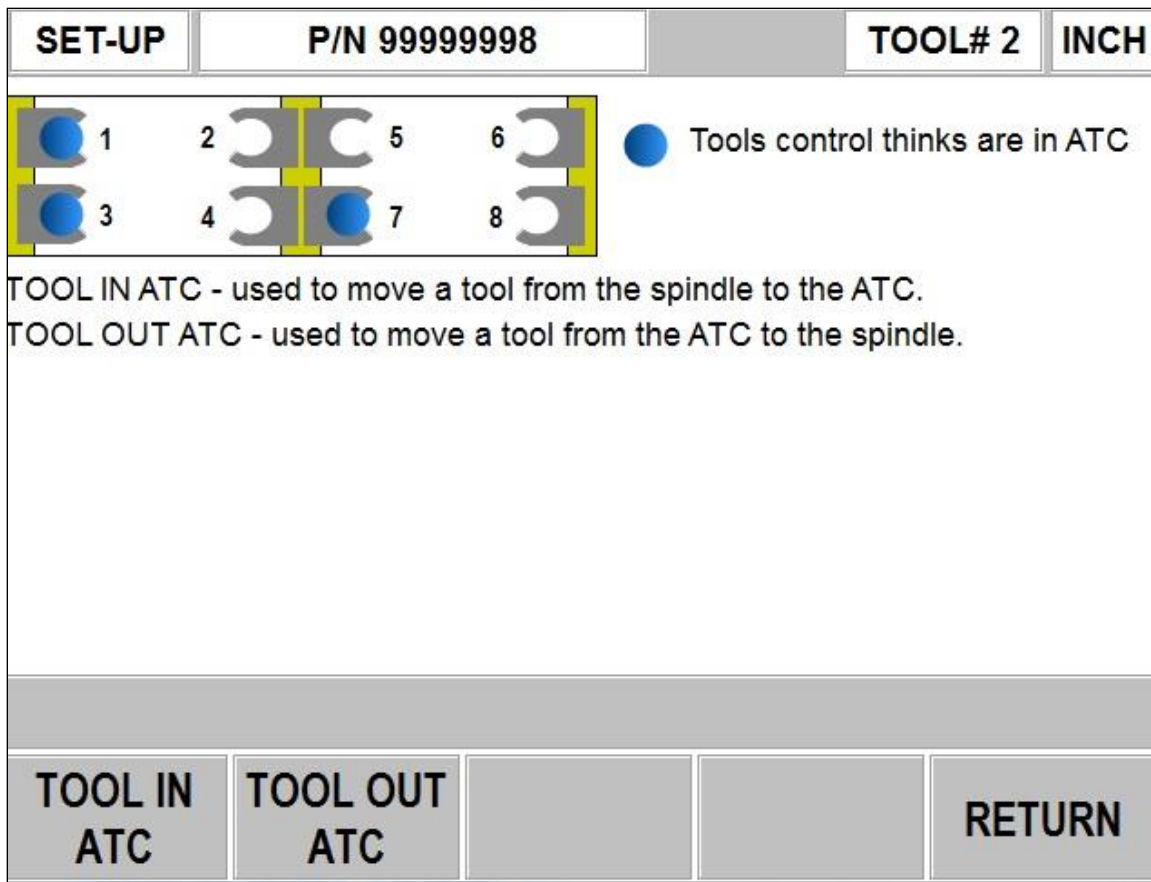 SET-UP P/N 99999998 TOOL# 2 INCH
1 2 5 6 Tools control thinks are in ATC
3 4 7 8
TOOL IN ATC - used to move a tool from the spindle to the ATC.
TOOL OUT ATC - used to move a tool from the ATC to the spindle.
TOOL IN
ATC
TOOL OUT
ATC
RETURN